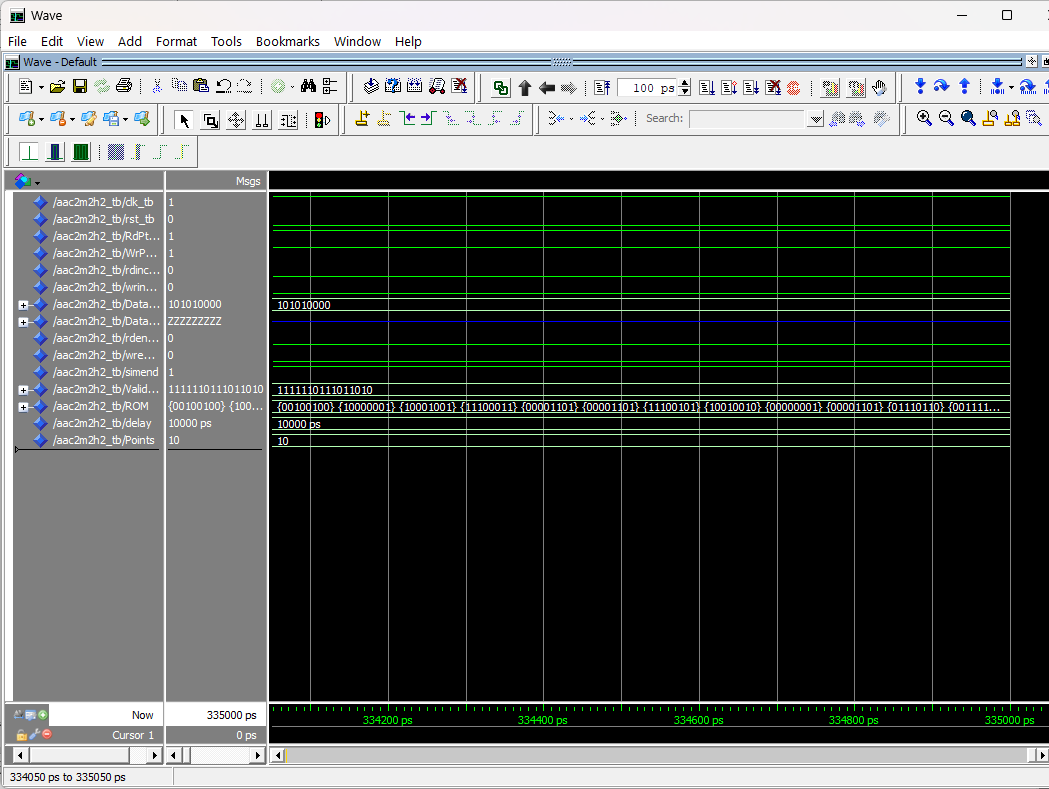 Wave
File Edit View Add Format Tools Bookmarks Window Help
Wave - Default
100 ps
Search:
Msgs
/aac2m2h2_tb/clk_tb 1
/aac2m2h2_tb/rst_tb 0
/aac2m2h2_tb/RdPt... 1
/aac2m2h2_tb/WrP... 1
/aac2m2h2_tb/rdinc... 0
/aac2m2h2_tb/wrin... 0
/aac2m2h2_tb/Data... 101010000 101010000
/aac2m2h2_tb/Data... ZZZZZZZZZ
/aac2m2h2_tb/rden... 0
/aac2m2h2_tb/wre... 0
/aac2m2h2_tb/simend 1
/aac2m2h2_tb/Valid... 1111110111011010 1111110111011010
/aac2m2h2_tb/ROM {00100100} {100... {00100100} {10000001} {10001001} {11100011} {00001101} {00001101} {11100101} {10010010} {00000001} {00001101} {01110110} {001111...
/aac2m2h2_tb/delay 10000 ps 10000 ps
/aac2m2h2_tb/Points 10 10
Now 335000 ps
334200 ps 334400 ps 334600 ps 334800 ps 335000 ps
Cursor 1 0 ps
334050 ps to 335050 ps